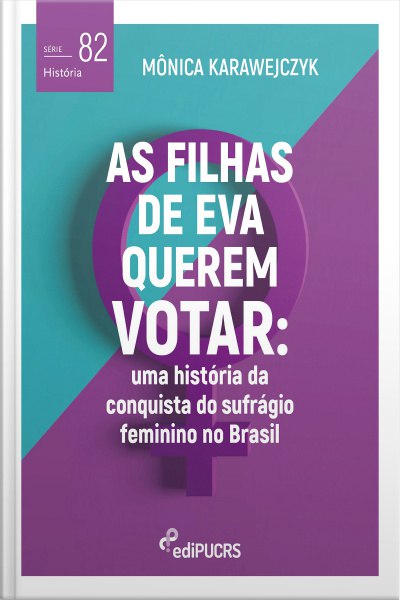 SÉRIE 82
História
MÔNICA KARAWEJCZYK
AS FILHAS
DE EVA
QUEREM
VOTAR:
uma história da
conquista do sufrágio
feminino no Brasil
ediPUCRS